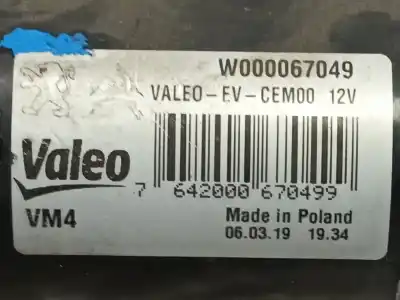 W000067049
VALEO-EV-CEM00 12V
Valeo
7 642000 670499
VM4
Made in Poland
06.03.19 19.34